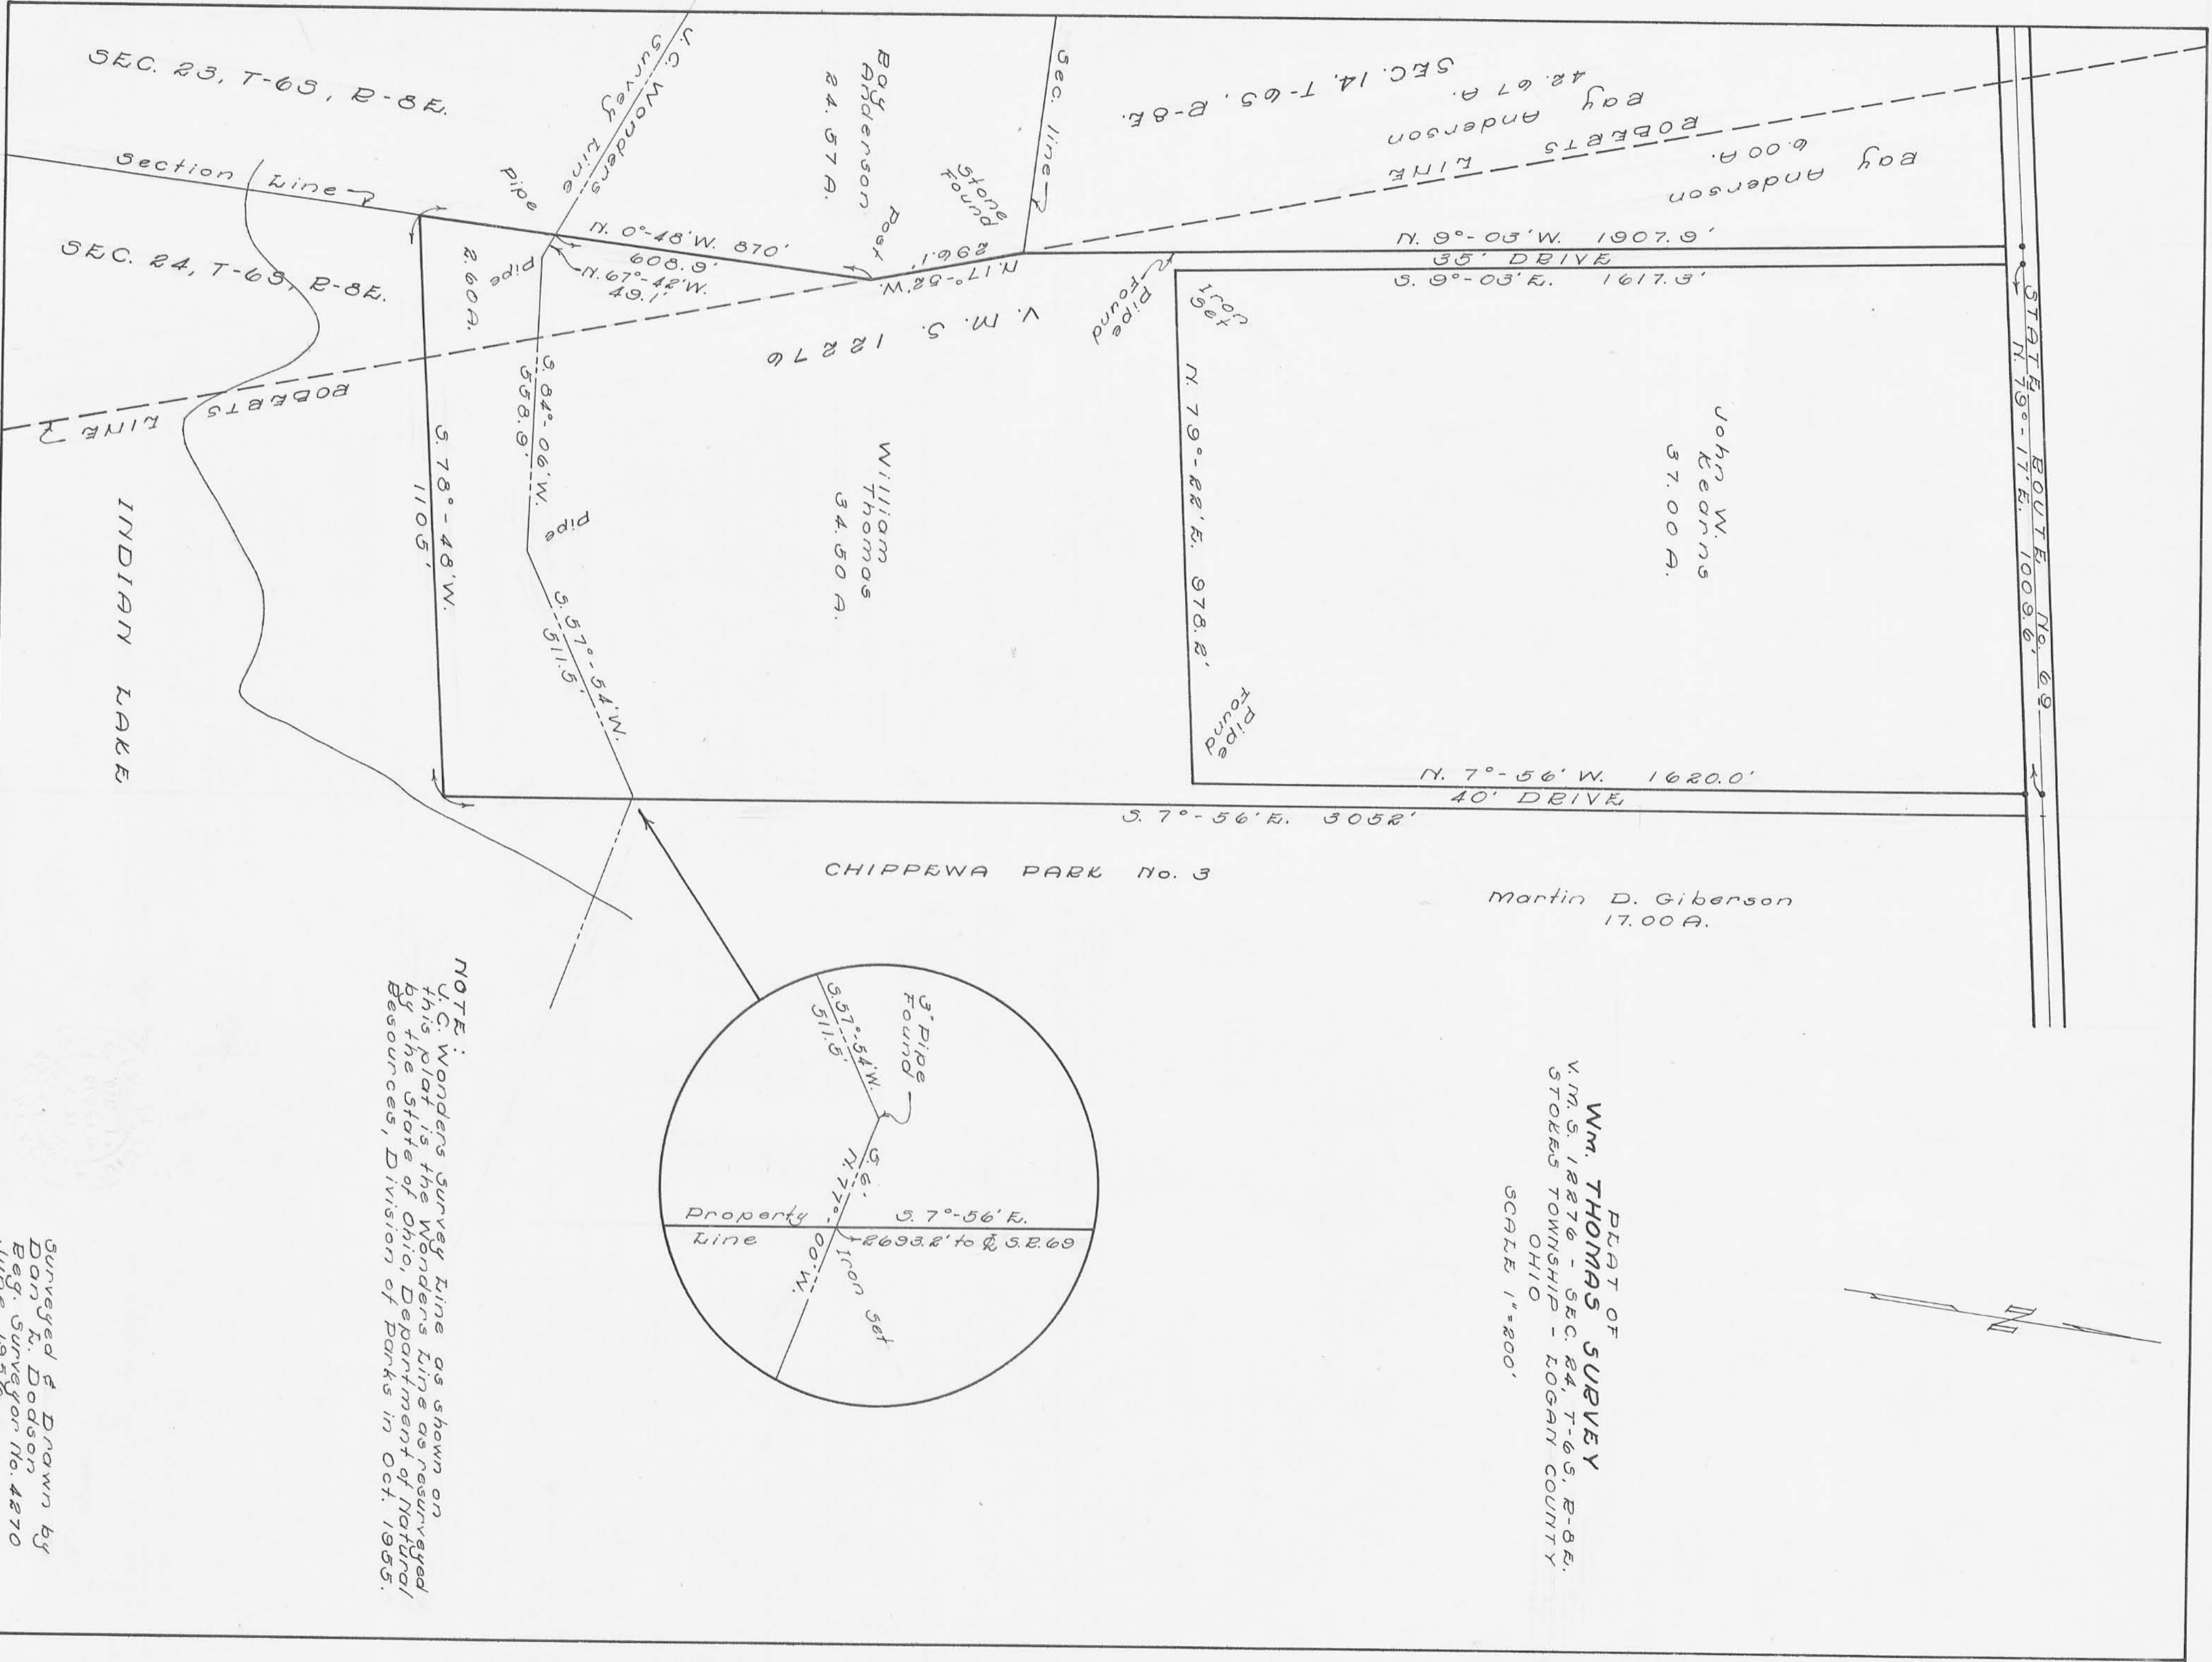 PLAT OF
WM. THOMAS SURVEY
V.M.S. 12276 - SEC. 24, T-6S, R-8E.
STOKES TOWNSHIP - LOGAN COUNTY
OHIO
SCALE 1"=200'
N
STATE ROUTE No. 69
N. 79°-17'E. 1009.6'
SEC. 14, T-6S, R-8E.
Ray Anderson
42.67 A.
ROBERTS LINE
Ray Anderson
6.00 A.
N. 9°-03'W. 1907.9'
35' DRIVE
S. 9°-03'E. 1617.3'
John W.
Kearns
37.00 A.
N. 7°-56' W. 1620.0'
40' DRIVE
S. 7°-56'E. 3052'
Martin D. Giberson
17.00 A.
CHIPPEWA PARK No. 3
N. 79°-22'E. 978.2'
Set
Pipe
Found
Pipe
Found
Sec. line
Stone
Found
N. 17°-52'W.
296.1'
Post
Ray
Anderson
24.57 A.
V. M. S. 12276
William
Thomas
34.50 A.
J.C. Wonders
Survey Line
N. 0°-48'W. 870'
608.9'
N. 67°-42'W.
49.1'
Pipe
Pipe
S. 84°-06'W.
558.9'
Pipe
S. 57°-54'W.
511.5'
2.60 A.
S. 78°-48'W.
1105'
SEC. 23, T-6S, R-8E.
Section Line
SEC. 24, T-6S, R-8E.
ROBERTS LINE
INDIAN LAKE
3" Pipe
Found
S. 57°-54'W.
511.5'
N. 77°-00'W.
Property
Line
S. 7°-56'E.
2693.2' to ℄ S.R. 69
Iron set
NOTE:
J.C. Wonders Survey Line as shown on
this plat is the Wonders Line as resurveyed
by the State of Ohio, Department of Natural
Resources, Division of Parks in Oct. 1955.
Surveyed & Drawn by
Dan L. Dodson
Reg. Surveyor No. 4270